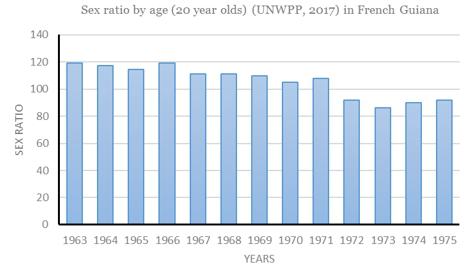 Sex ratio by age (20 year olds) (UNWPP, 2017) in French Guiana
140
120
100
80
60
40
20
0
SEX RATIO
1963 1964 1965 1966 1967 1968 1969 1970 1971 1972 1973 1974 1975
YEARS